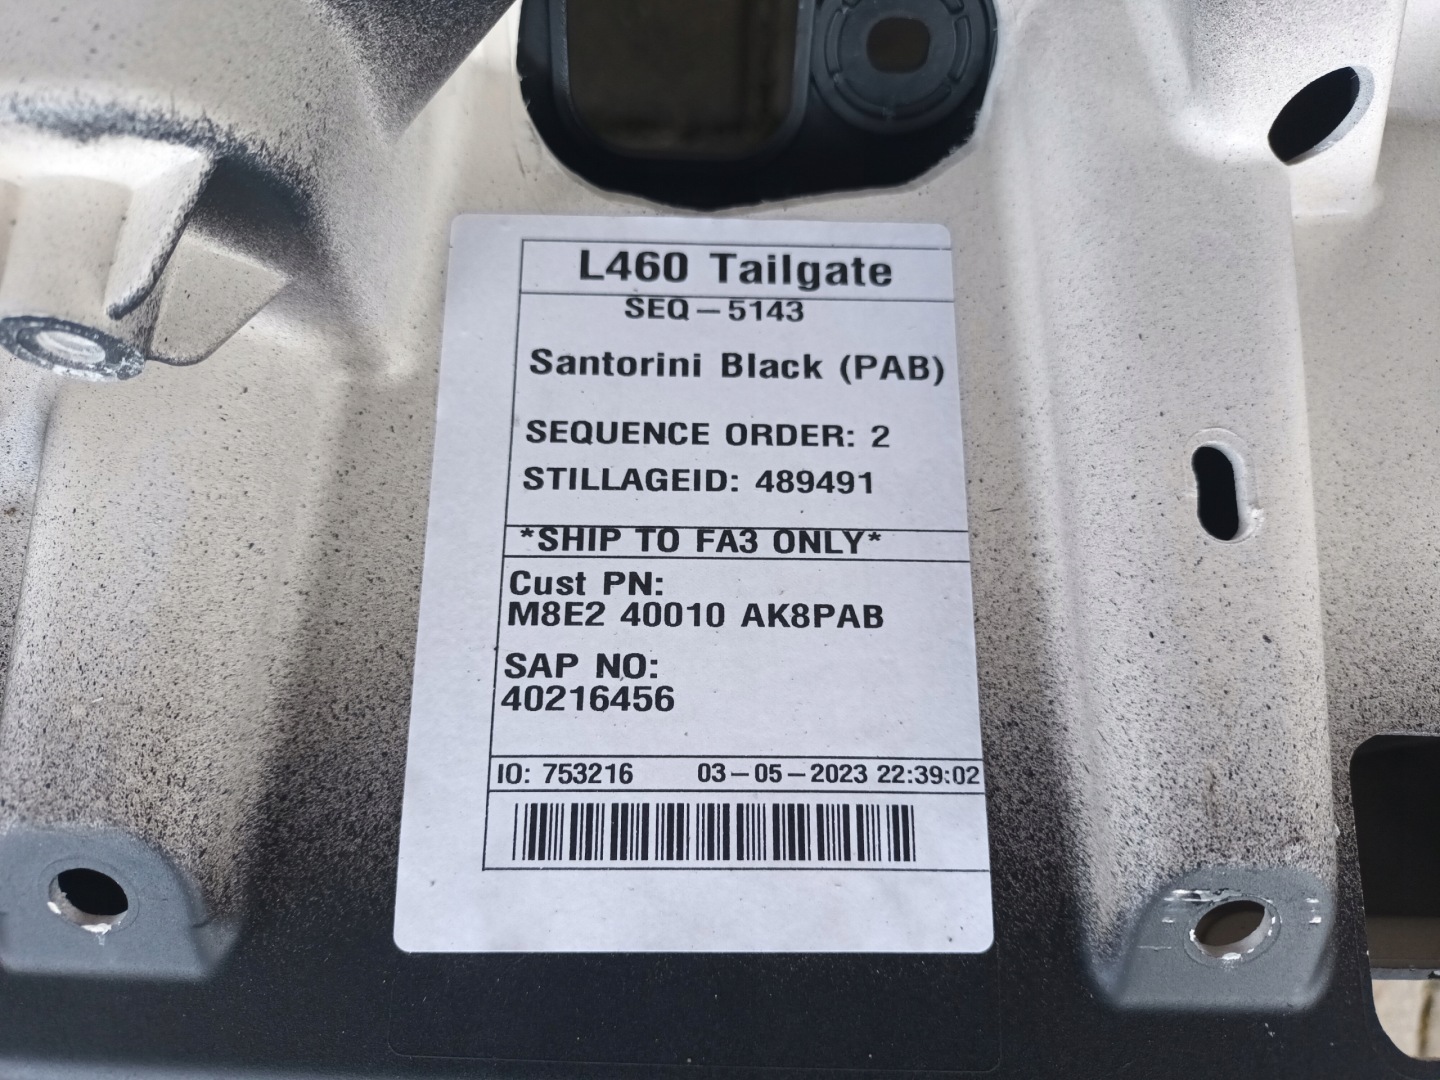 L460 Tailgate
SEQ-5143
Santorini Black (PAB)
SEQUENCE ORDER: 2
STILLAGEID: 489491
*SHIP TO FA3 ONLY*
Cust PN:
M8E2 40010 AK8PAB
SAP NO:
40216456
IO: 753216 03-05-2023 22:39:02